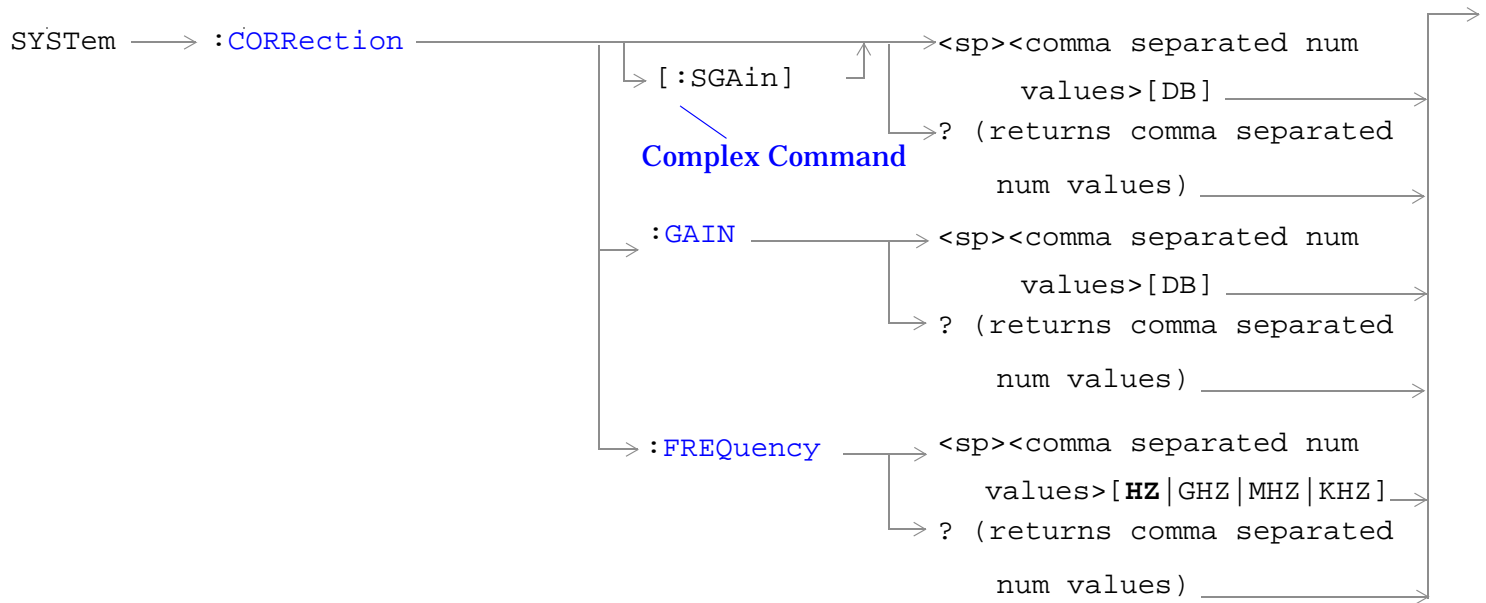 SYSTem :CORRection <sp><comma separated num
[:SGAin]
values>[DB]
? (returns comma separated
Complex Command
num values)
:GAIN <sp><comma separated num
values>[DB]
? (returns comma separated
num values)
:FREQuency <sp><comma separated num
values>[HZ|GHZ|MHZ|KHZ]
? (returns comma separated
num values)